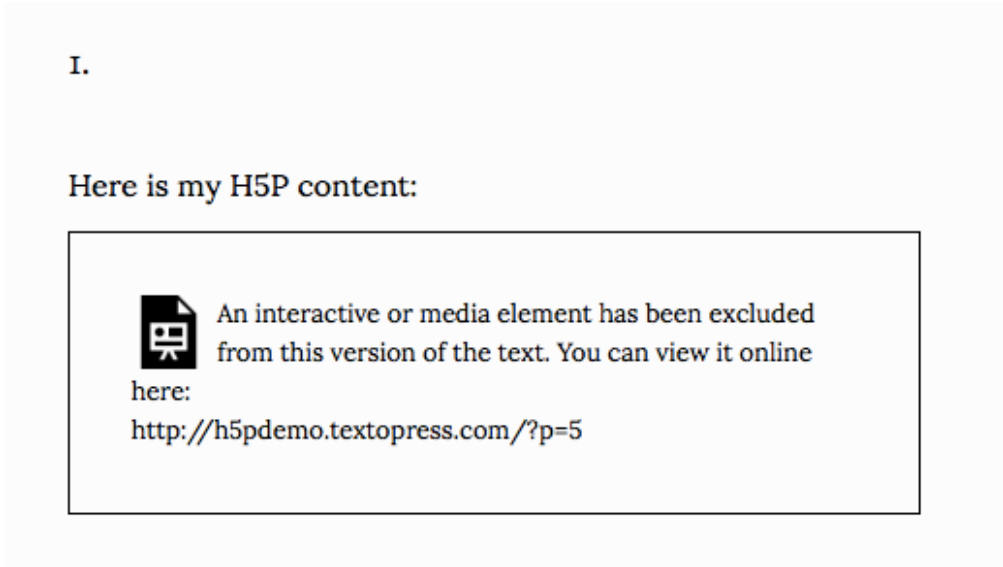 1.
Here is my H5P content:
An interactive or media element has been excluded
from this version of the text. You can view it online
here:
http://h5pdemo.textopress.com/?p=5